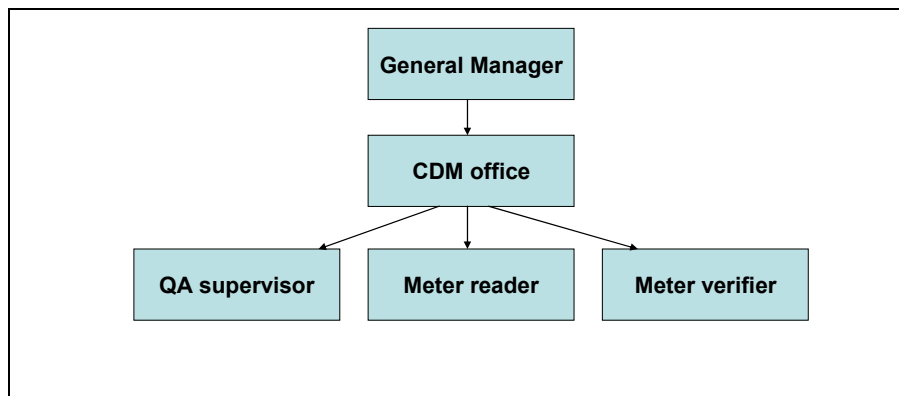 General Manager
CDM office
QA supervisor
Meter reader
Meter verifier